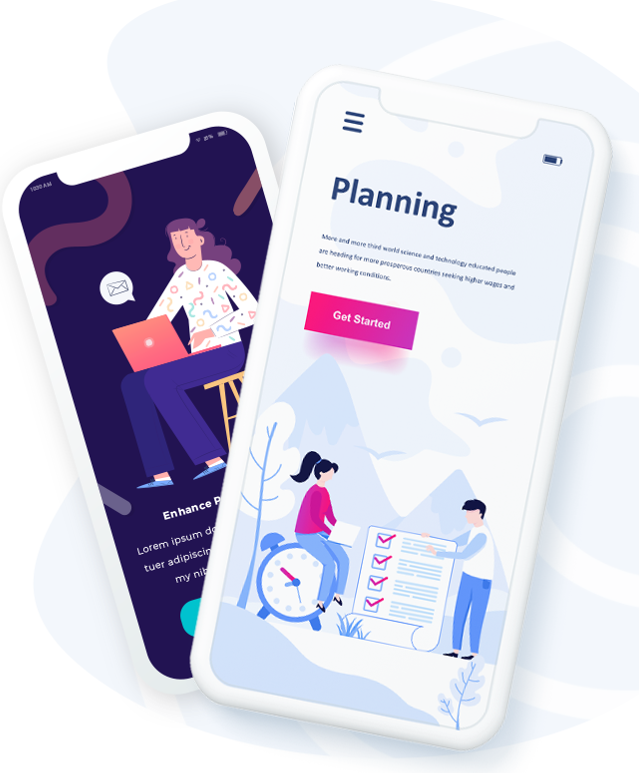 10:00 AM
Planning
More and more third world science and technology educated people
are heading for more prosperous countries seeking higher wages and
better working conditions.
Get Started
Enhance P
Lorem ipsum do
tuer adipiscin
my nib